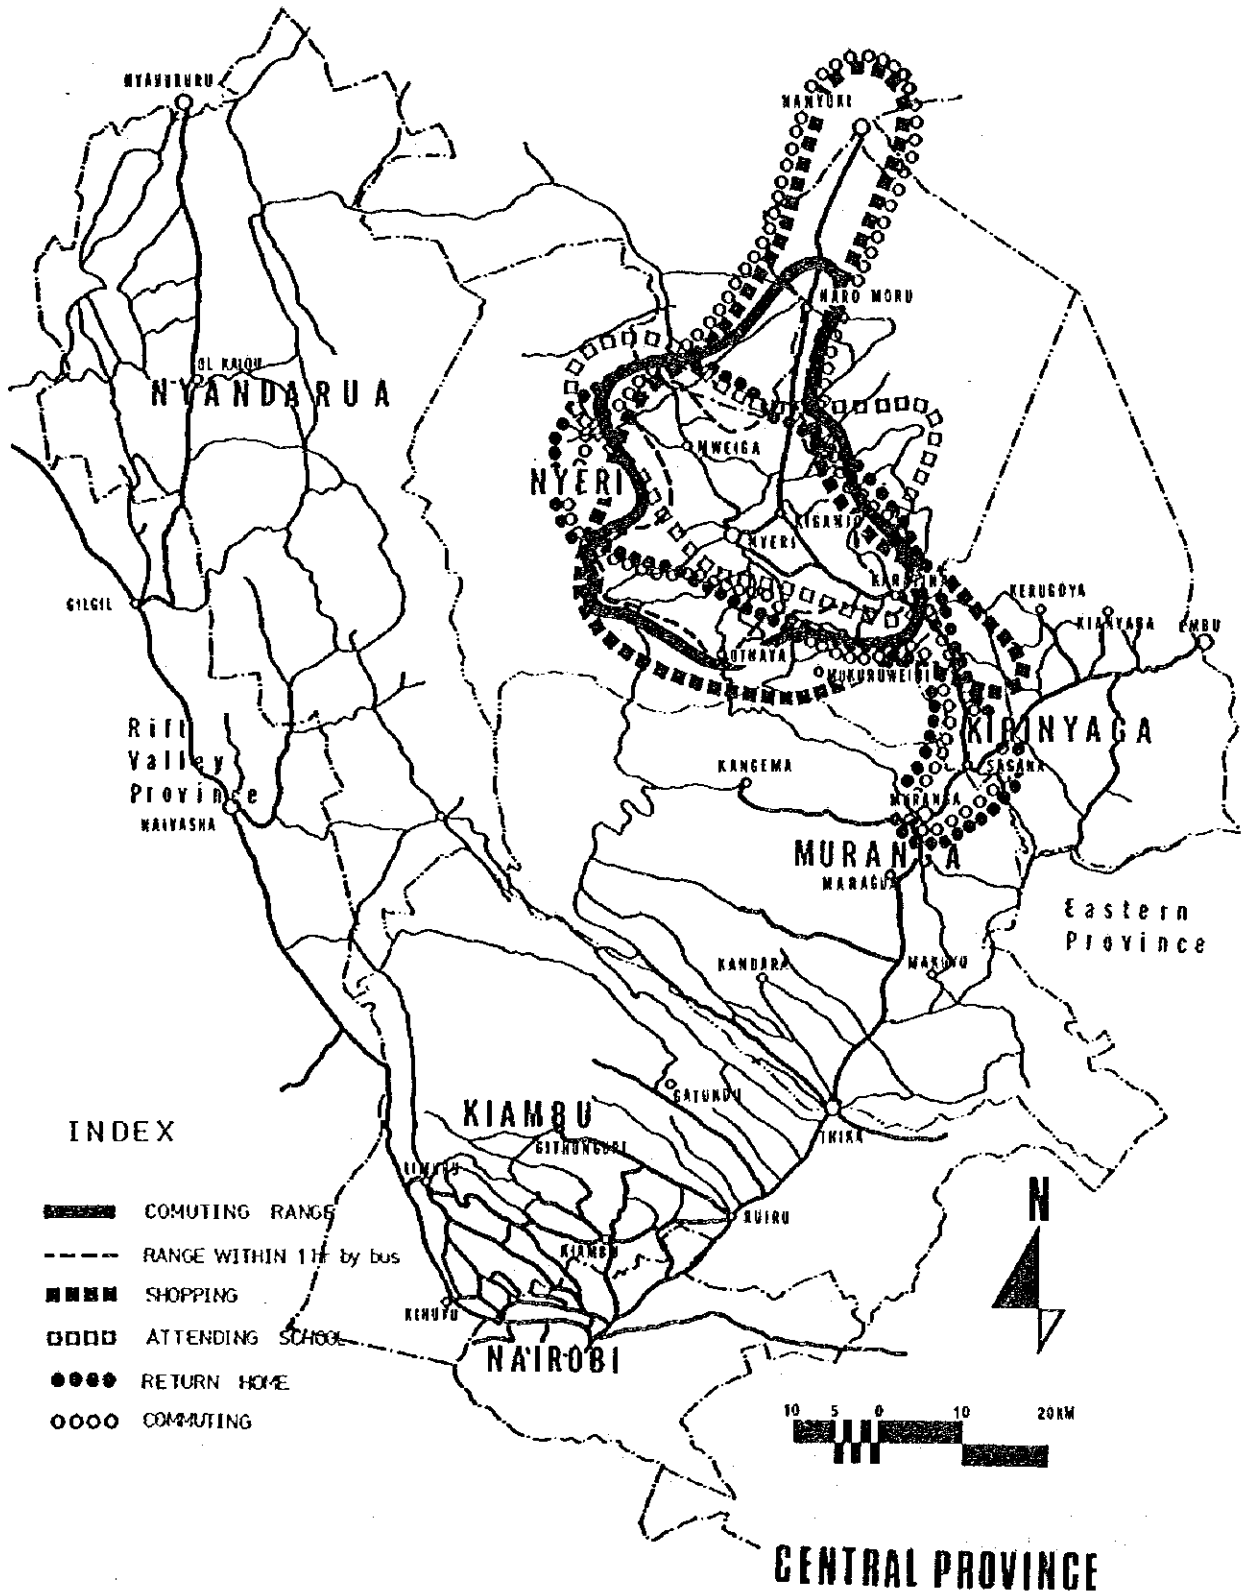 NYAHURURU
NANYUKI
NARO MORU
OL KALOU
NYANDARUA
MWEIGA
NYERI
KIGANJO
NYERI
KARATINA
GILGIL
KERUGOYA
KIANYAGA
EMBU
OTHAYA
MUKURUWEINI
Rift
Valley
Province
KIRINYAGA
SAGANA
KANGEMA
MURANGA
NAIVASHA
MURANGA
MARAGUA
Eastern
Province
KANDARA
MAKUYU
GATUNDU
KIAMBU
THIKA
GITHUNGURI
INDEX
LIMURU
COMUTING RANGE
RUIRU
N
RANGE WITHIN 1 Hr by bus
KIAMBU
SHOPPING
KIKUYU
ATTENDING SCHOOL
NAIROBI
RETURN HOME
COMMUTING
10 5 0 10 20KM
CENTRAL PROVINCE